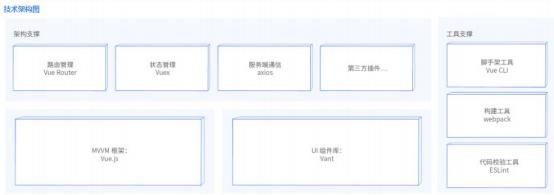 技术架构图
架构支撑
路由管理
Vue Router
状态管理
Vuex
服务端通信
axios
第三方插件...
MVVM 框架：
Vue.js
UI 组件库：
Vant
工具支撑
脚手架工具
Vue CLI
构建工具
webpack
代码校验工具
ESLint